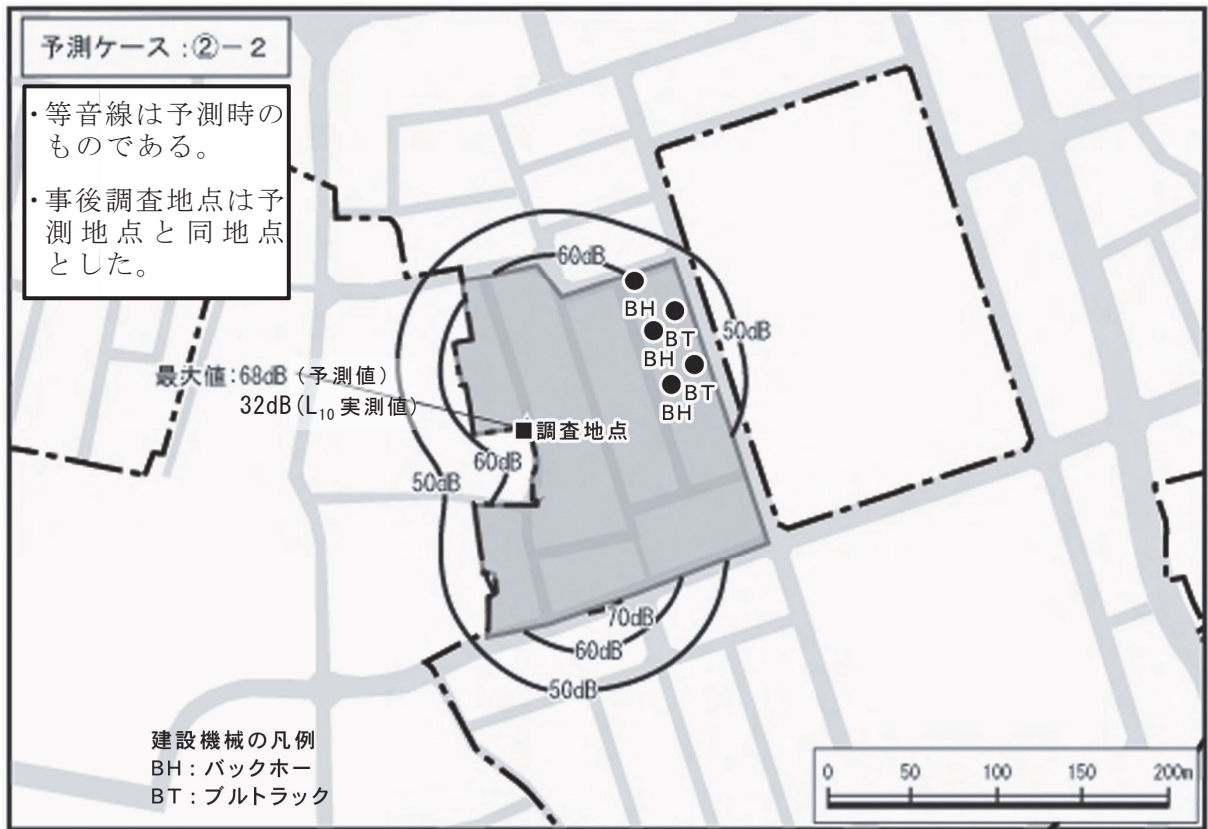 予測ケース:②-2
・等音線は予測時の
ものである。
・事後調査地点は予
測地点と同地点
とした。
60dB
BH
BT
50dB
BH
BT
BH
最大値:68dB(予測値)
32dB(L₁₀実測値)
■調査地点
60dB
50dB
70dB
60dB
50dB
建設機械の凡例
BH:バックホー
BT:ブルトラック
0 50 100 150 200m